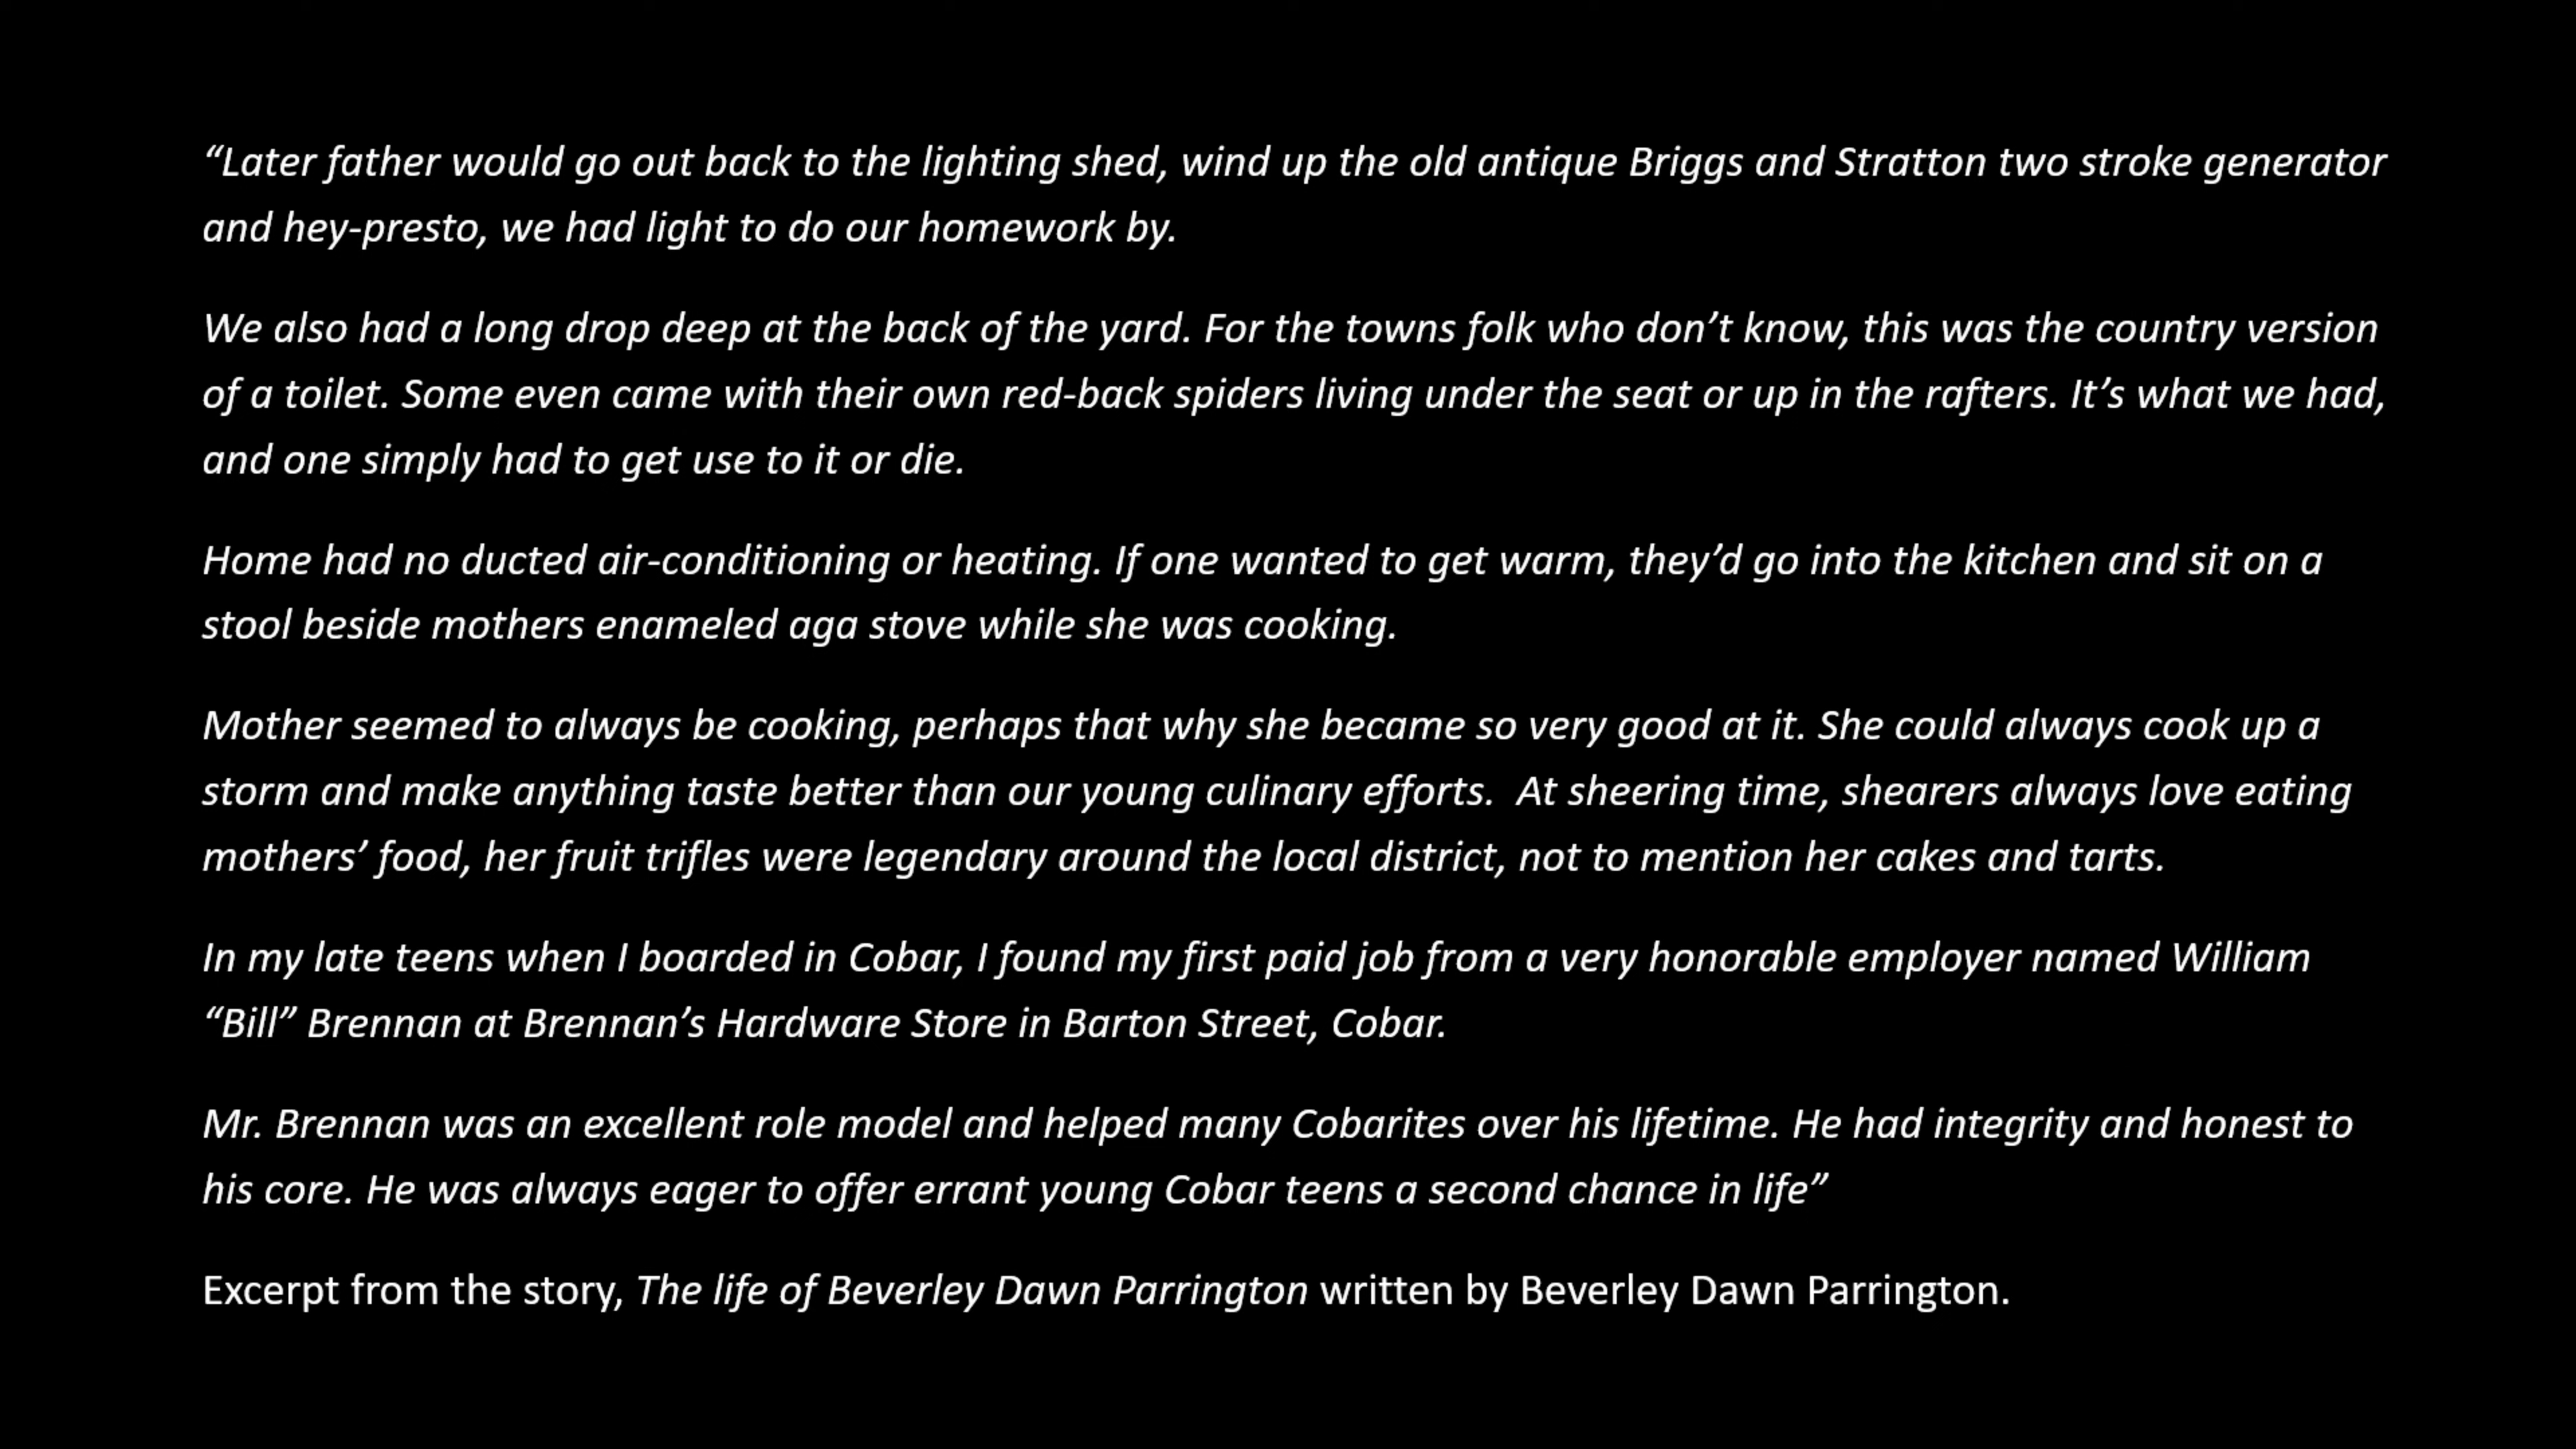 “Later father would go out back to the lighting shed, wind up the old antique Briggs and Stratton two stroke generator
and hey-presto, we had light to do our homework by.
We also had a long drop deep at the back of the yard. For the towns folk who don’t know, this was the country version
of a toilet. Some even came with their own red-back spiders living under the seat or up in the rafters. It’s what we had,
and one simply had to get use to it or die.
Home had no ducted air-conditioning or heating. If one wanted to get warm, they’d go into the kitchen and sit on a
stool beside mothers enameled aga stove while she was cooking.
Mother seemed to always be cooking, perhaps that why she became so very good at it. She could always cook up a
storm and make anything taste better than our young culinary efforts.  At sheering time, shearers always love eating
mothers’ food, her fruit trifles were legendary around the local district, not to mention her cakes and tarts.
In my late teens when I boarded in Cobar, I found my first paid job from a very honorable employer named William
“Bill” Brennan at Brennan’s Hardware Store in Barton Street, Cobar.
Mr. Brennan was an excellent role model and helped many Cobarites over his lifetime. He had integrity and honest to
his core. He was always eager to offer errant young Cobar teens a second chance in life”
Excerpt from the story, The life of Beverley Dawn Parrington written by Beverley Dawn Parrington.